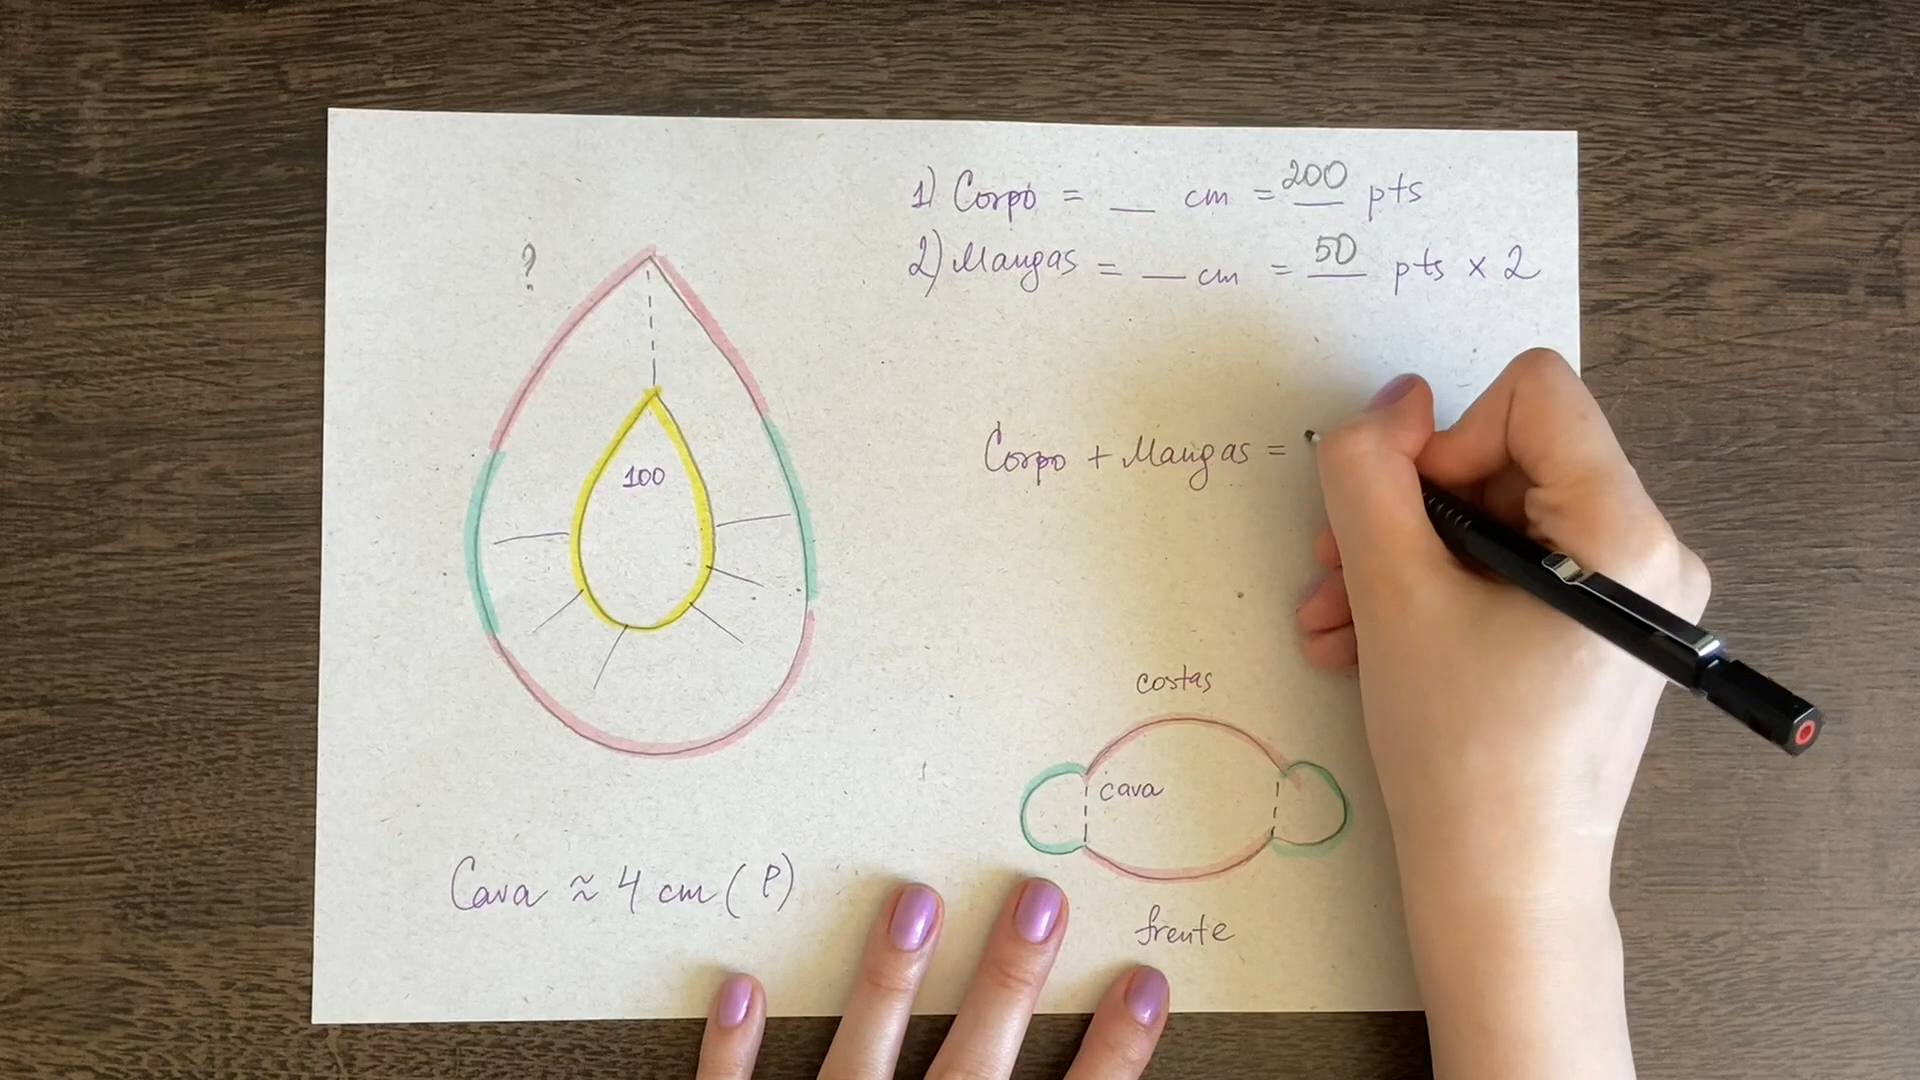 1) Corpo = __ cm = 200 pts
2) Mangas = __ cm = 50 pts x 2
?
100
Corpo + Mangas =
costas
cava
frente
Cava ≈ 4 cm (P)